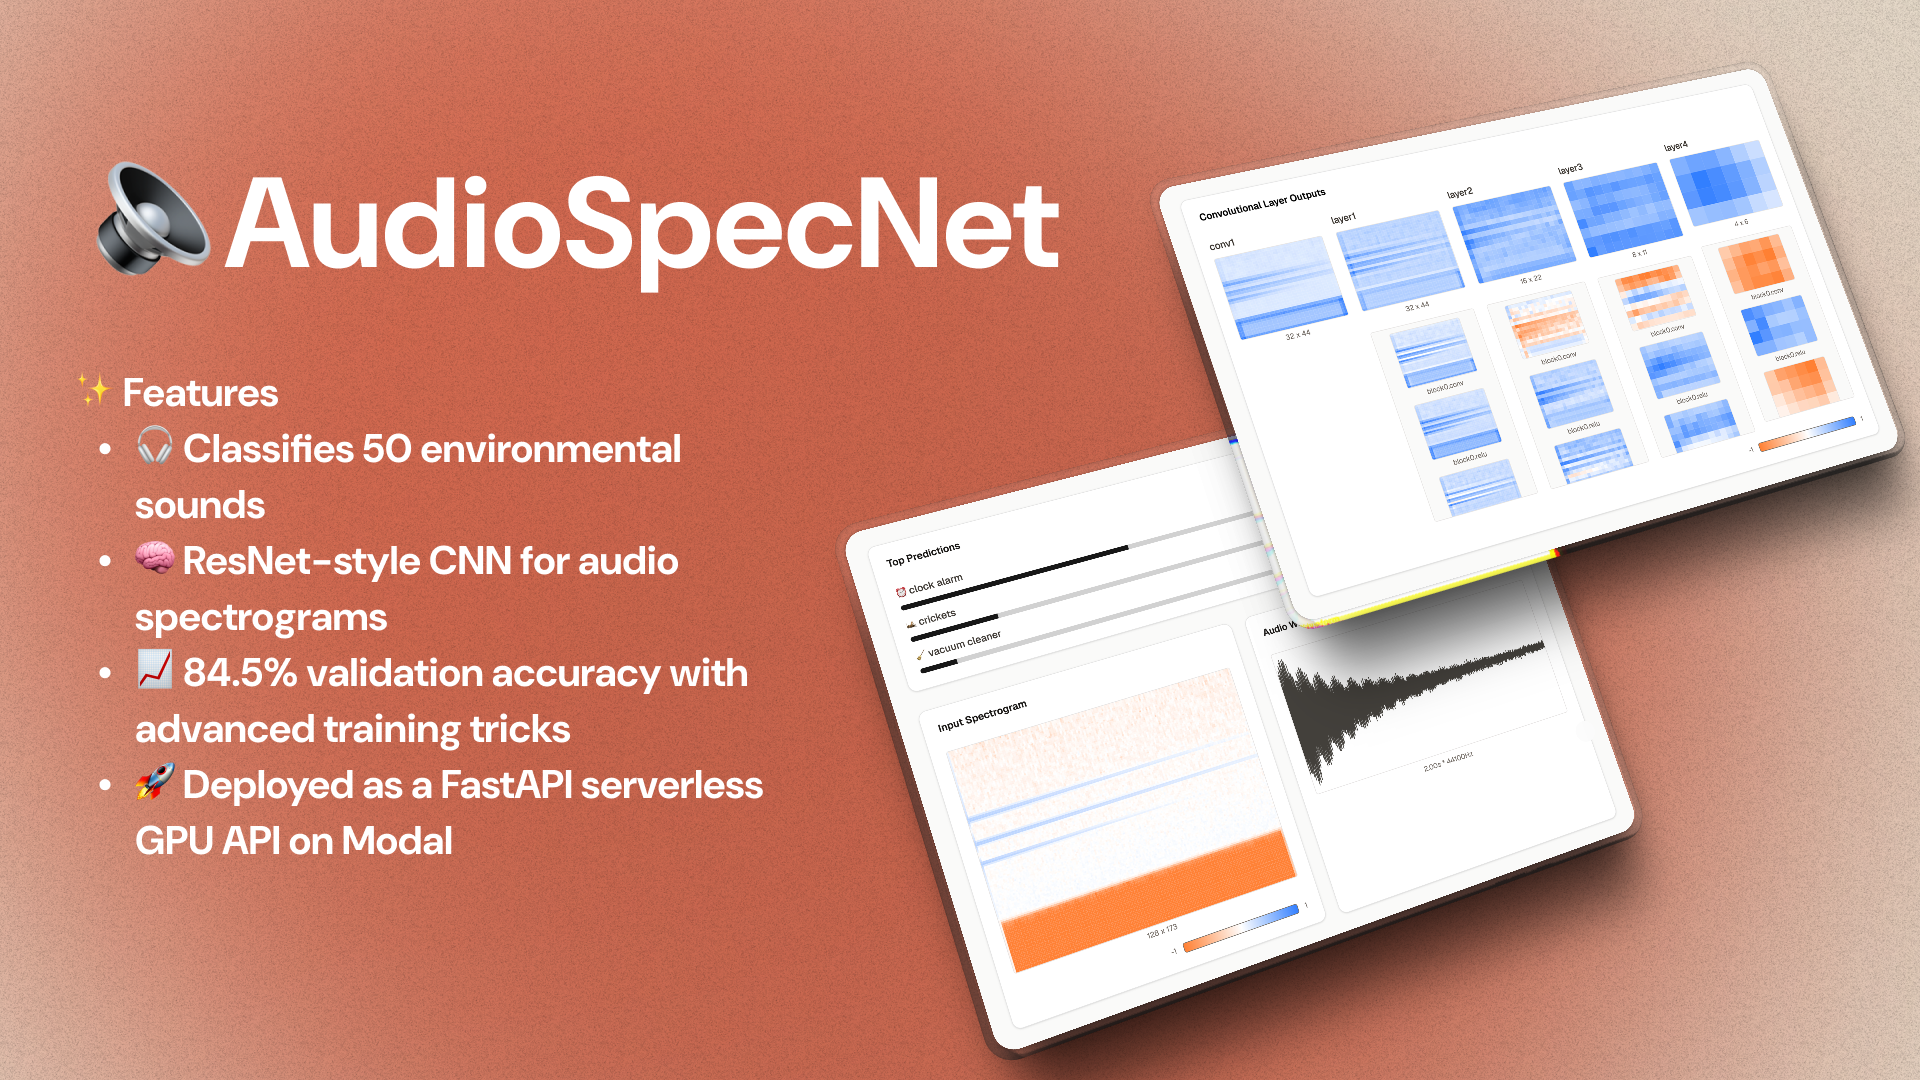 AudioSpecNet
✨ Features
• 🎧 Classifies 50 environmental
sounds
• 🧠 ResNet-style CNN for audio
spectrograms
• 📈 84.5% validation accuracy with
advanced training tricks
• 🚀 Deployed as a FastAPI serverless
GPU API on Modal
Convolutional Layer Outputs
conv1
layer1
layer2
layer3
layer4
32 x 44
32 x 44
16 x 22
8 x 11
4 x 6
block0.conv
block0.relu
block0.conv
block0.relu
block0.conv
block0.relu
block0.conv
block0.relu
-1
1
Top Predictions
⏰ clock alarm
🦗 crickets
🧹 vacuum cleaner
Input Spectrogram
128 x 173
-1
1
Audio W
2.00s * 44100Hz